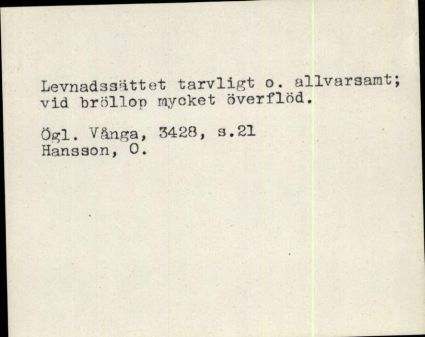 Levnadssättet tarvligt o. allvarsamt;
vid bröllop mycket överflöd.
Ögl. Vånga, 3428, s.21
Hansson, O.